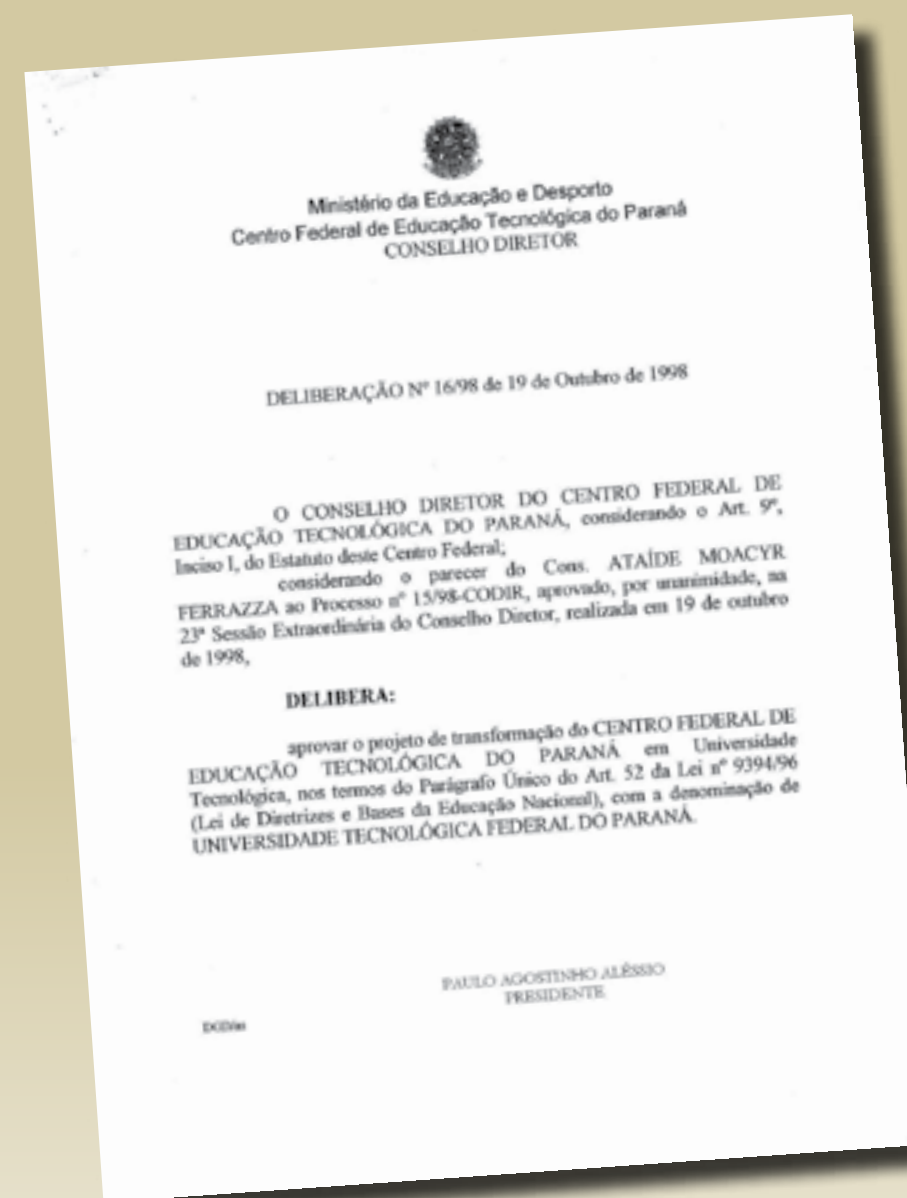 Ministério da Educação e Desporto
Centro Federal de Educação Tecnológica do Paraná
CONSELHO DIRETOR
DELIBERAÇÃO Nº 16/98 de 19 de Outubro de 1998
O CONSELHO DIRETOR DO CENTRO FEDERAL DE
EDUCAÇÃO TECNOLÓGICA DO PARANÁ, considerando o Art. 9º,
Inciso I, do Estatuto deste Centro Federal;
considerando o parecer do Cons. ATAÍDE MOACYR
FERRAZZA ao Processo nº 15/98-CODIR, aprovado, por unanimidade, na
23ª Sessão Extraordinária do Conselho Diretor, realizada em 19 de outubro
de 1998,
DELIBERA:
aprovar o projeto de transformação do CENTRO FEDERAL DE
EDUCAÇÃO TECNOLÓGICA DO PARANÁ em Universidade
Tecnológica, nos termos do Parágrafo Único do Art. 52 da Lei nº 9394/96
(Lei de Diretrizes e Bases da Educação Nacional), com a denominação de
UNIVERSIDADE TECNOLÓGICA FEDERAL DO PARANÁ.
PAULO AGOSTINHO ALÉSSIO
PRESIDENTE